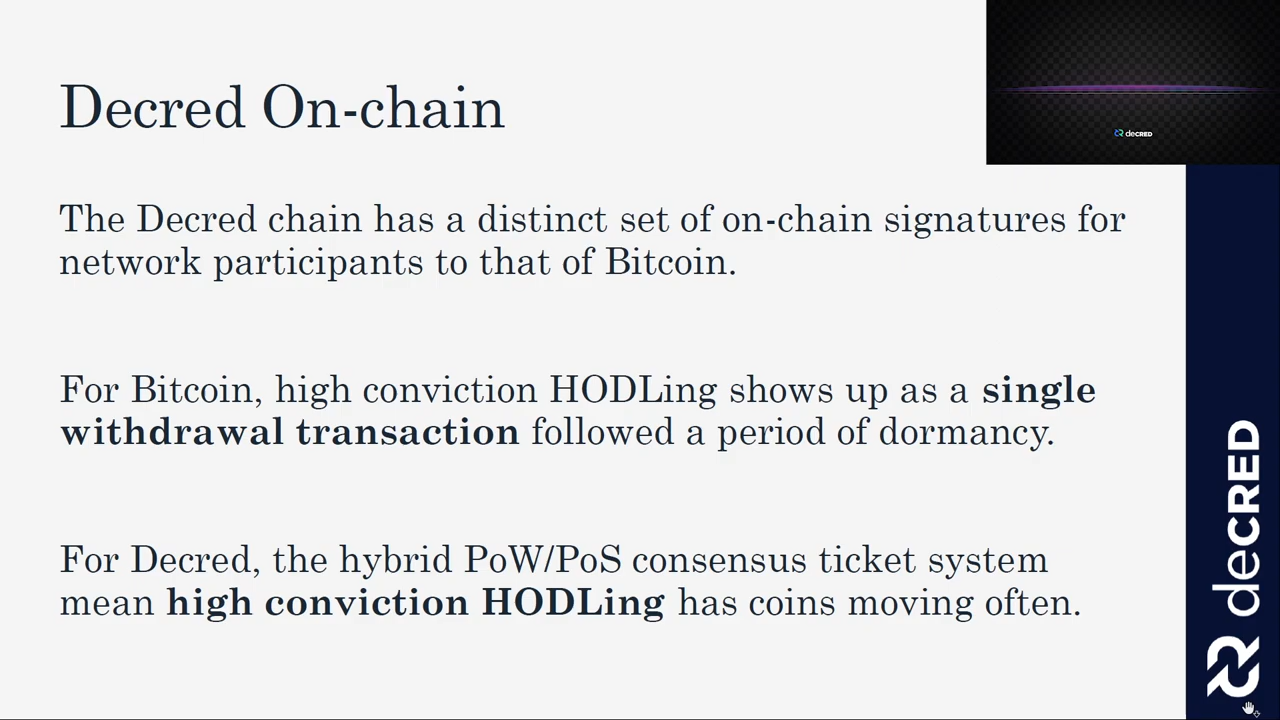 Decred On-chain
decRED
The Decred chain has a distinct set of on-chain signatures for
network participants to that of Bitcoin.
For Bitcoin, high conviction HODLing shows up as a single
withdrawal transaction followed a period of dormancy.
For Decred, the hybrid PoW/PoS consensus ticket system
mean high conviction HODLing has coins moving often.
decRED